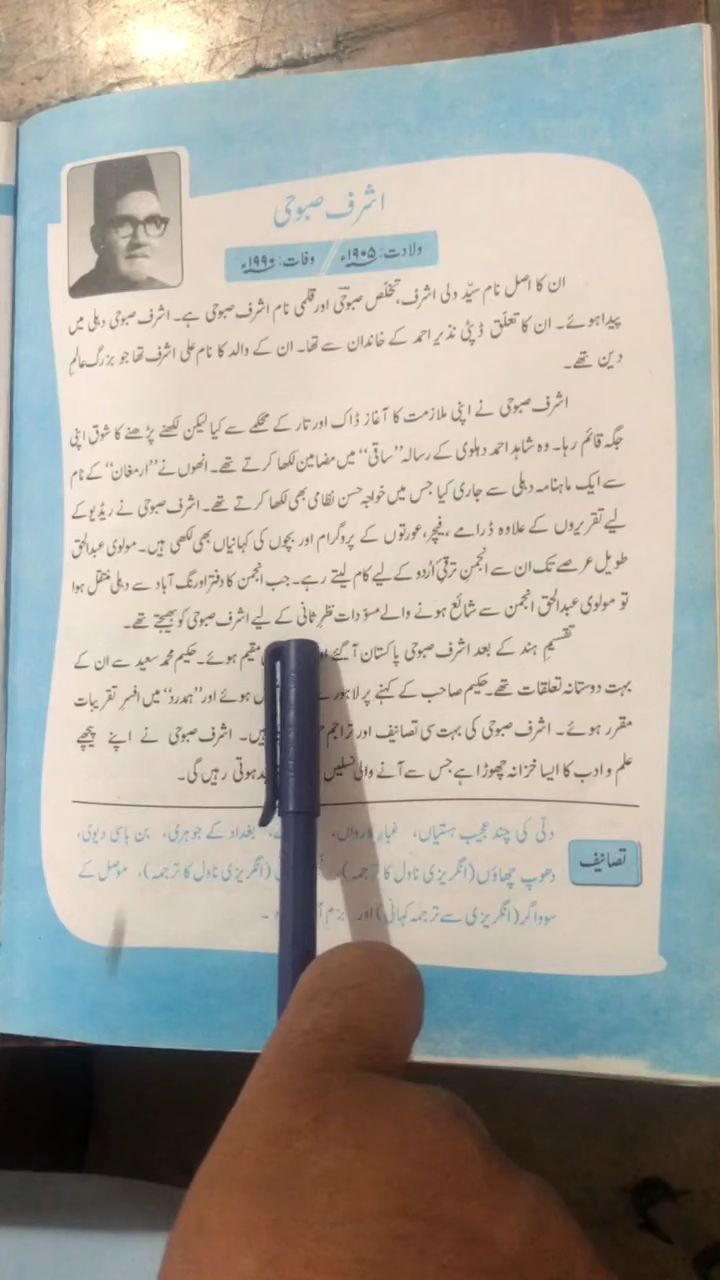 اشرف صبوحی
ولادت: ۱۹۰۵ء / وفات: ۱۹۹۰ء
ان کا اصل نام سیّد ولی اشرف، تخلّص صبوحیؔ اور قلمی نام اشرف صبوحی ہے۔ اشرف صبوحی دہلی میں
پیدا ہوئے۔ ان کا تعلّق ڈپٹی نذیر احمد کے خاندان سے تھا۔ ان کے والد کا نام علی اشرف تھا جو بزرگ عالمِ
دین تھے۔
اشرف صبوحی نے اپنی ملازمت کا آغاز ڈاک اور تار کے محکمے سے کیا لیکن لکھنے پڑھنے کا شوق اپنی
جگہ قائم رہا۔ وہ شاہد احمد دہلوی کے رسالہ ”ساقی“ میں مضامین لکھا کرتے تھے۔ انھوں نے ”ارمغان“ کے نام
سے ایک ماہنامہ دہلی سے جاری کیا جس میں خواجہ حسن نظامی بھی لکھا کرتے تھے۔ اشرف صبوحی نے ریڈیو کے
لیے تقریروں کے علاوہ ڈرامے، فیچر، عورتوں کے پروگرام اور بچوں کی کہانیاں بھی لکھی ہیں۔ مولوی عبدالحق
طویل عرصے تک ان سے انجمنِ ترقیِ اُردو کے لیے کام لیتے رہے۔ جب انجمن کا دفتر اورنگ آباد سے دہلی منتقل ہوا
تو مولوی عبدالحق انجمن سے شائع ہونے والے مسوّدات نظرِ ثانی کے لیے اشرف صبوحی کو بھیجتے تھے۔
تقسیمِ ہند کے بعد اشرف صبوحی پاکستان آ گئے مقیم ہوئے۔ حکیم محمد سعید سے ان کے
بہت دوستانہ تعلقات تھے۔ حکیم صاحب کے کہنے پر لاہور ہوئے اور ”ہمدرد“ میں افسرِ تقریبات
مقرر ہوئے۔ اشرف صبوحی کی بہت سی تصانیف اور تراجم ہیں۔ اشرف صبوحی نے اپنے پیچھے
علم و ادب کا ایسا خزانہ چھوڑا ہے جس سے آنے والی نسلیں ہوتی رہیں گی۔
تصانیف
دلّی کی چند عجیب ہستیاں، غبارِ کارواں، بغداد کے جوہری، بن باسی دیوی،
دھوپ چھاؤں (انگریزی ناول کا ترجمہ)، (انگریزی ناول کا ترجمہ)، موصل کے
سوداگر (انگریزی سے ترجمہ کہانی) اور بزمِ